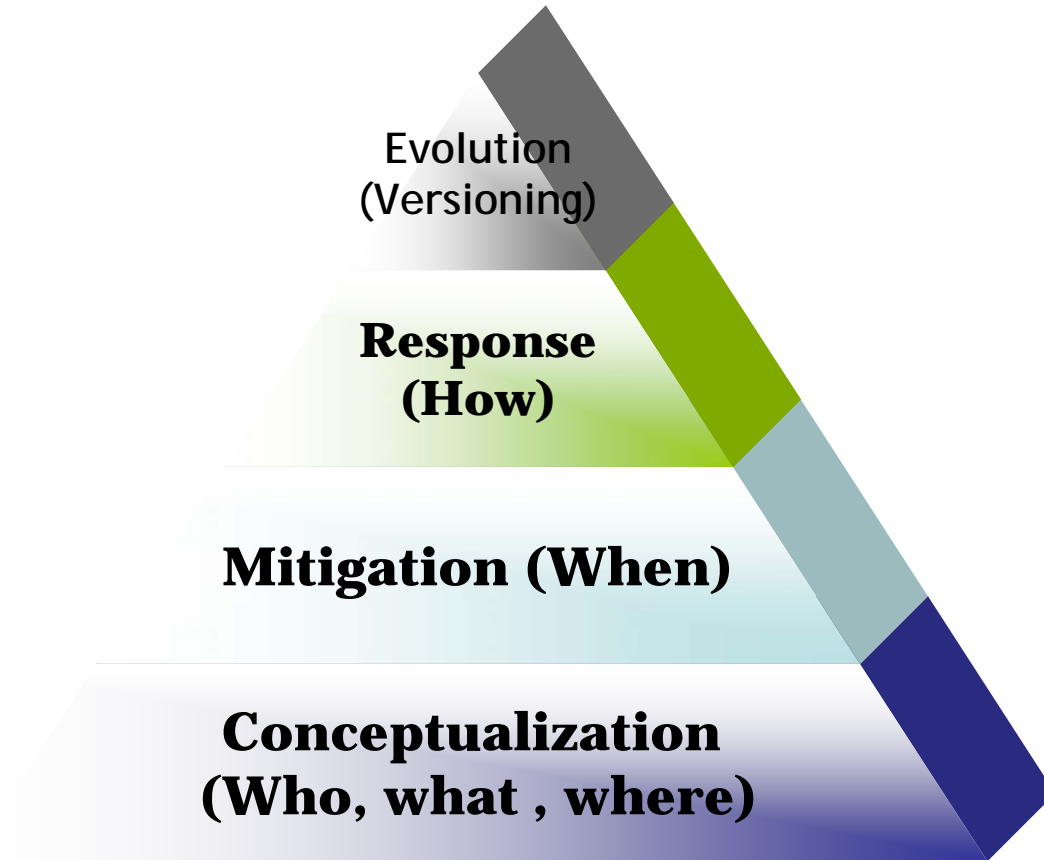 Evolution
(Versioning)
Response
(How)
Mitigation (When)
Conceptualization
(Who, what , where)